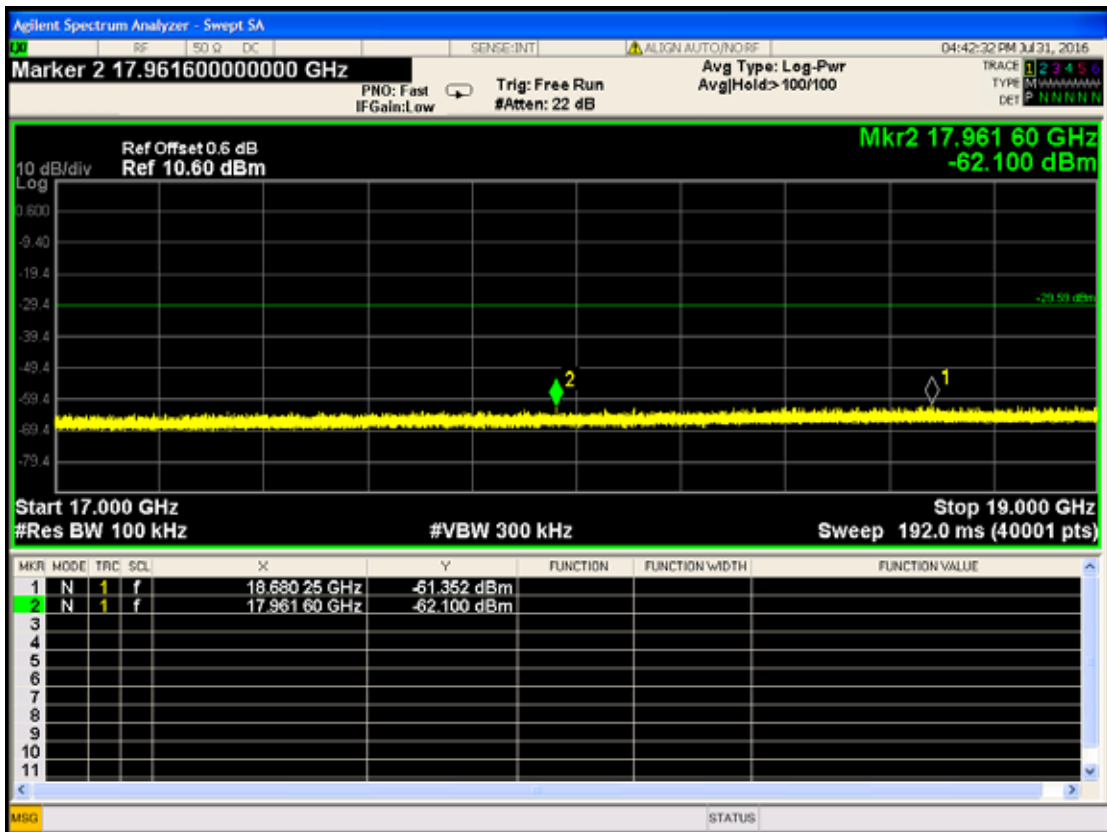 Agilent Spectrum Analyzer - Swept SA
RF 50 Ω DC SENSE:INT ALIGN AUTO/NO RF 04:42:32 PM Jul 31, 2016
Marker 2 17.961600000000 GHz
PNO: Fast
IFGain:Low
Trig: Free Run
#Atten: 22 dB
Avg Type: Log-Pwr
Avg|Hold:>100/100
TRACE 1 2 3 4 5 6
TYPE M
DET P N N N N N
Mkr2 17.961 60 GHz
-62.100 dBm
Ref Offset 0.6 dB
10 dB/div Ref 10.60 dBm
Log
0.600
-9.40
-19.4
-29.4
-29.59 dBm
-39.4
-49.4
2
1
-59.4
-69.4
-79.4
Start 17.000 GHz Stop 19.000 GHz
#Res BW 100 kHz #VBW 300 kHz Sweep 192.0 ms (40001 pts)
MKR MODE TRC SCL X Y FUNCTION FUNCTION WIDTH FUNCTION VALUE
1 N 1 f 18.680 25 GHz -61.352 dBm
2 N 1 f 17.961 60 GHz -62.100 dBm
3
4
5
6
7
8
9
10
11
MSG STATUS